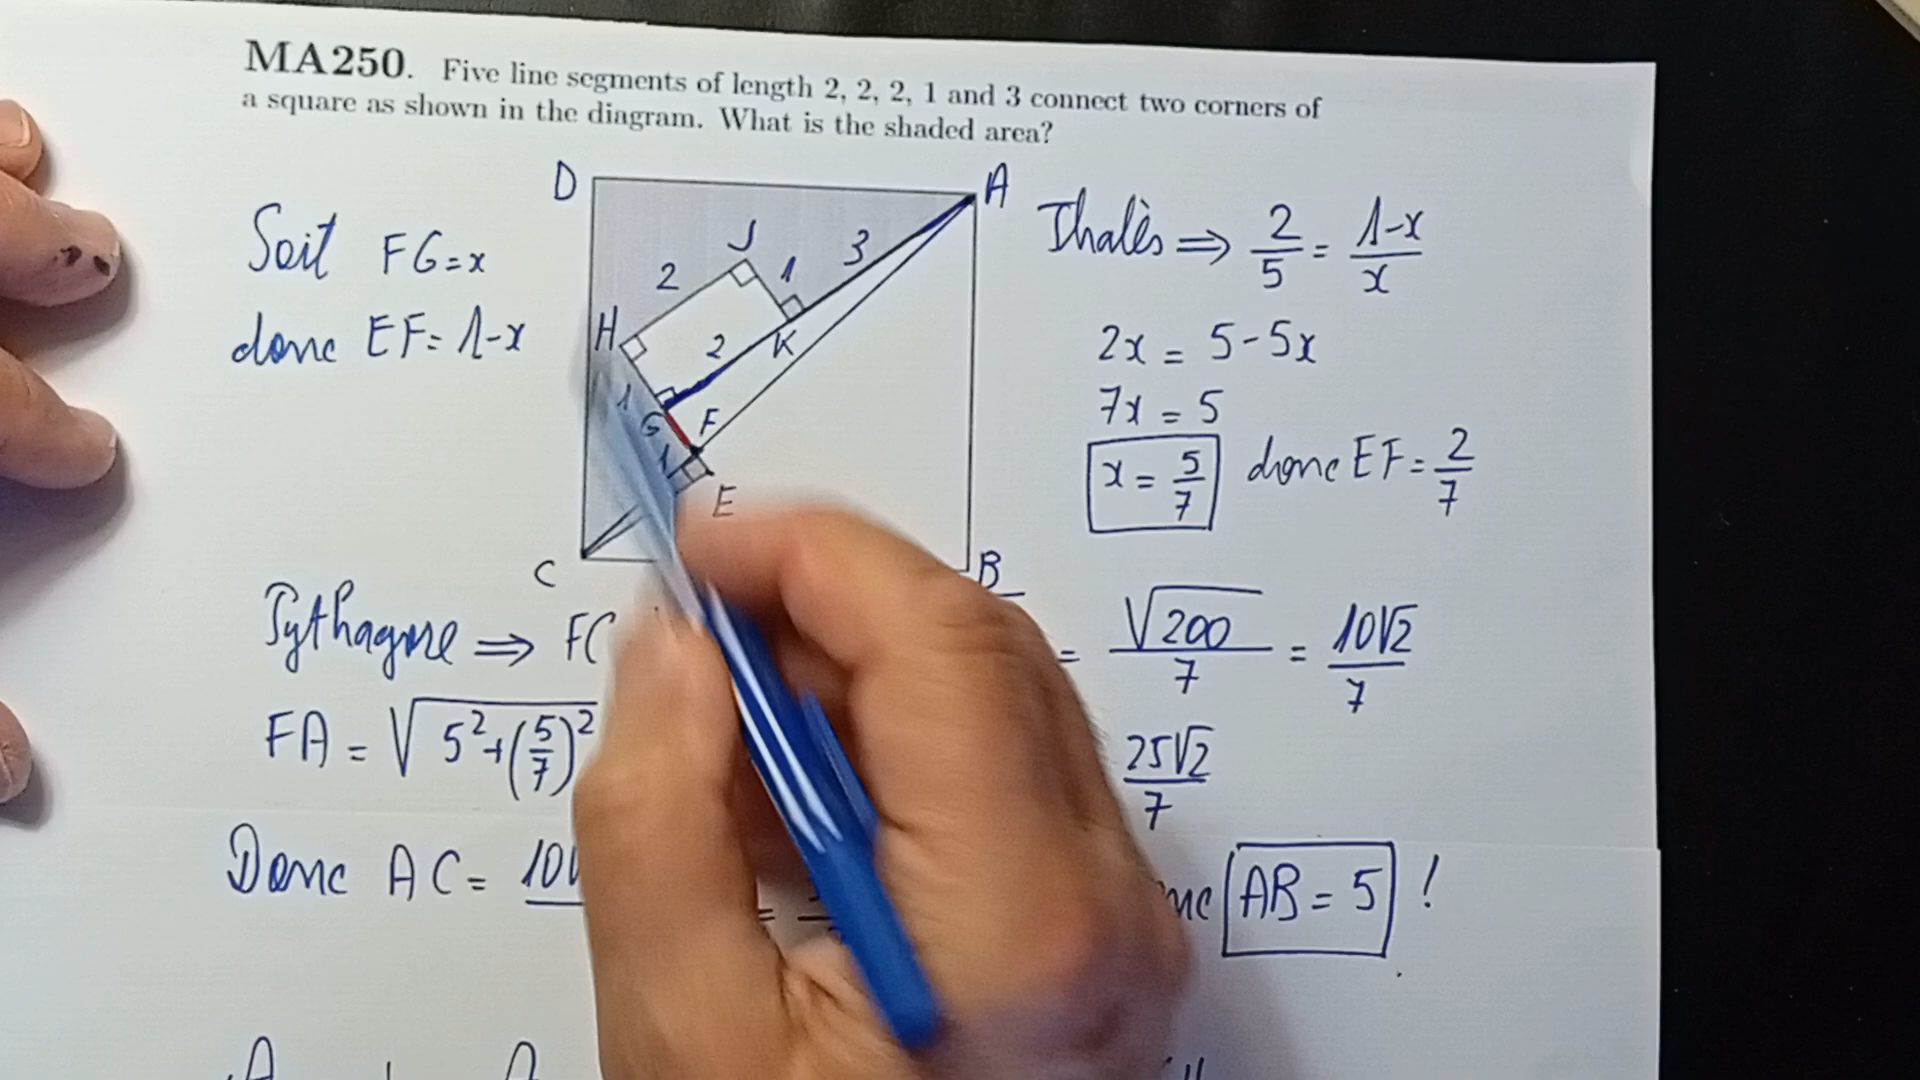 MA250. Five line segments of length 2, 2, 2, 1 and 3 connect two corners of
a square as shown in the diagram. What is the shaded area?
D
A
Soit FG=x
donc EF=1-x
J
3
2
1
H
2
K
1
G
F
1
E
C
B
Thalès ⇒ 2/5 = 1-x/x
2x = 5-5x
7x = 5
x = 5/7 donc EF = 2/7
Pythagore ⇒ FC
= √200/7 = 10√2/7
FA = √5²+(5/7)²
25√2/7
Donc AC = 10
=
AB = 5 !